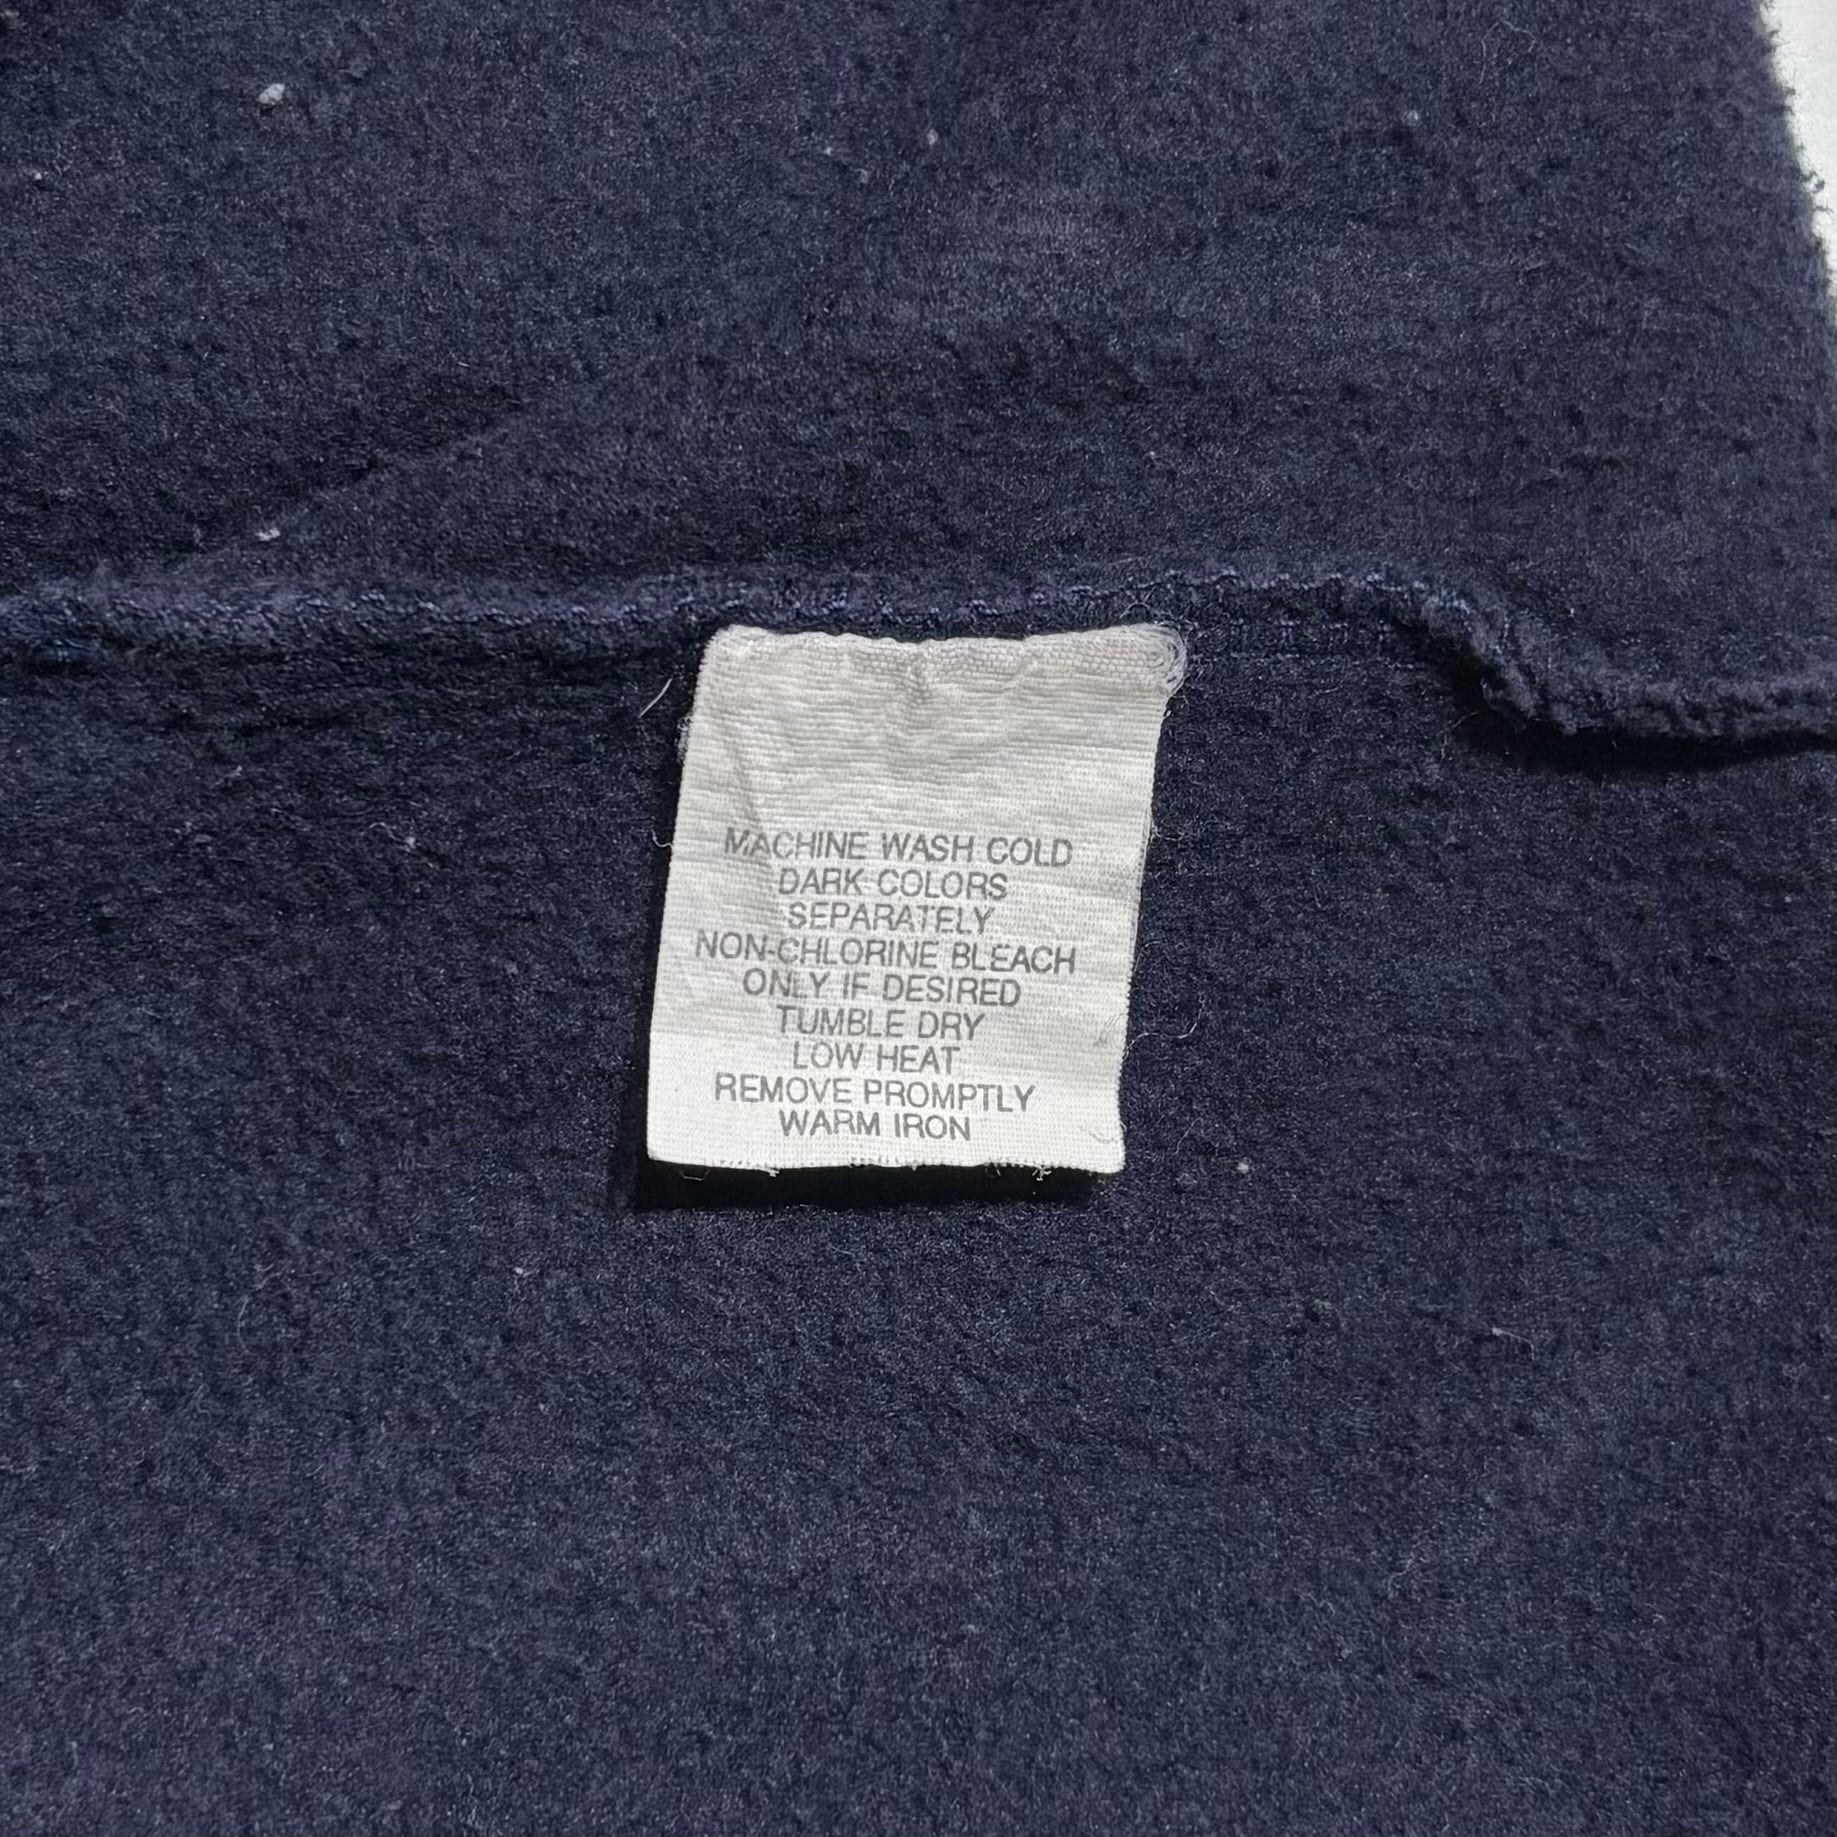 MACHINE WASH COLD
DARK COLORS
SEPARATELY
NON-CHLORINE BLEACH
ONLY IF DESIRED
TUMBLE DRY
LOW HEAT
REMOVE PROMPTLY
WARM IRON